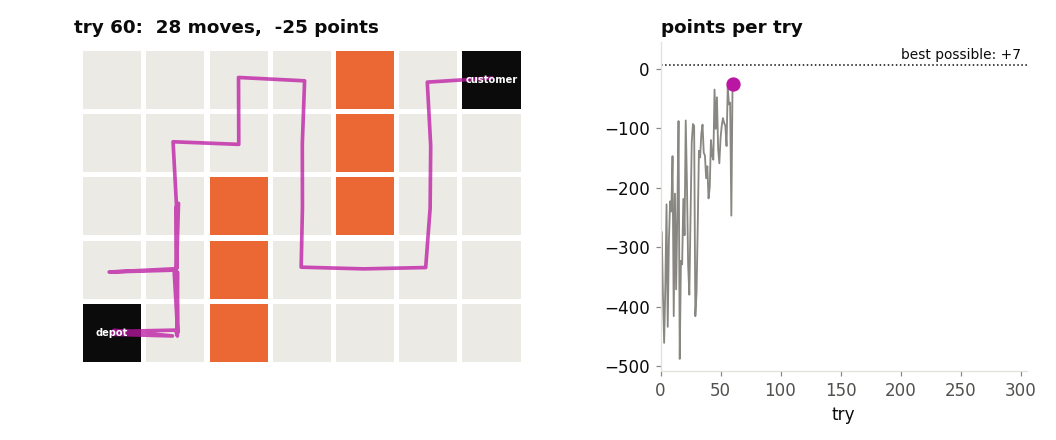 try 60:  28 moves,  -25 points
customer
depot
points per try
best possible: +7
0
−100
−200
−300
−400
−500
0
50
100
150
200
250
300
try